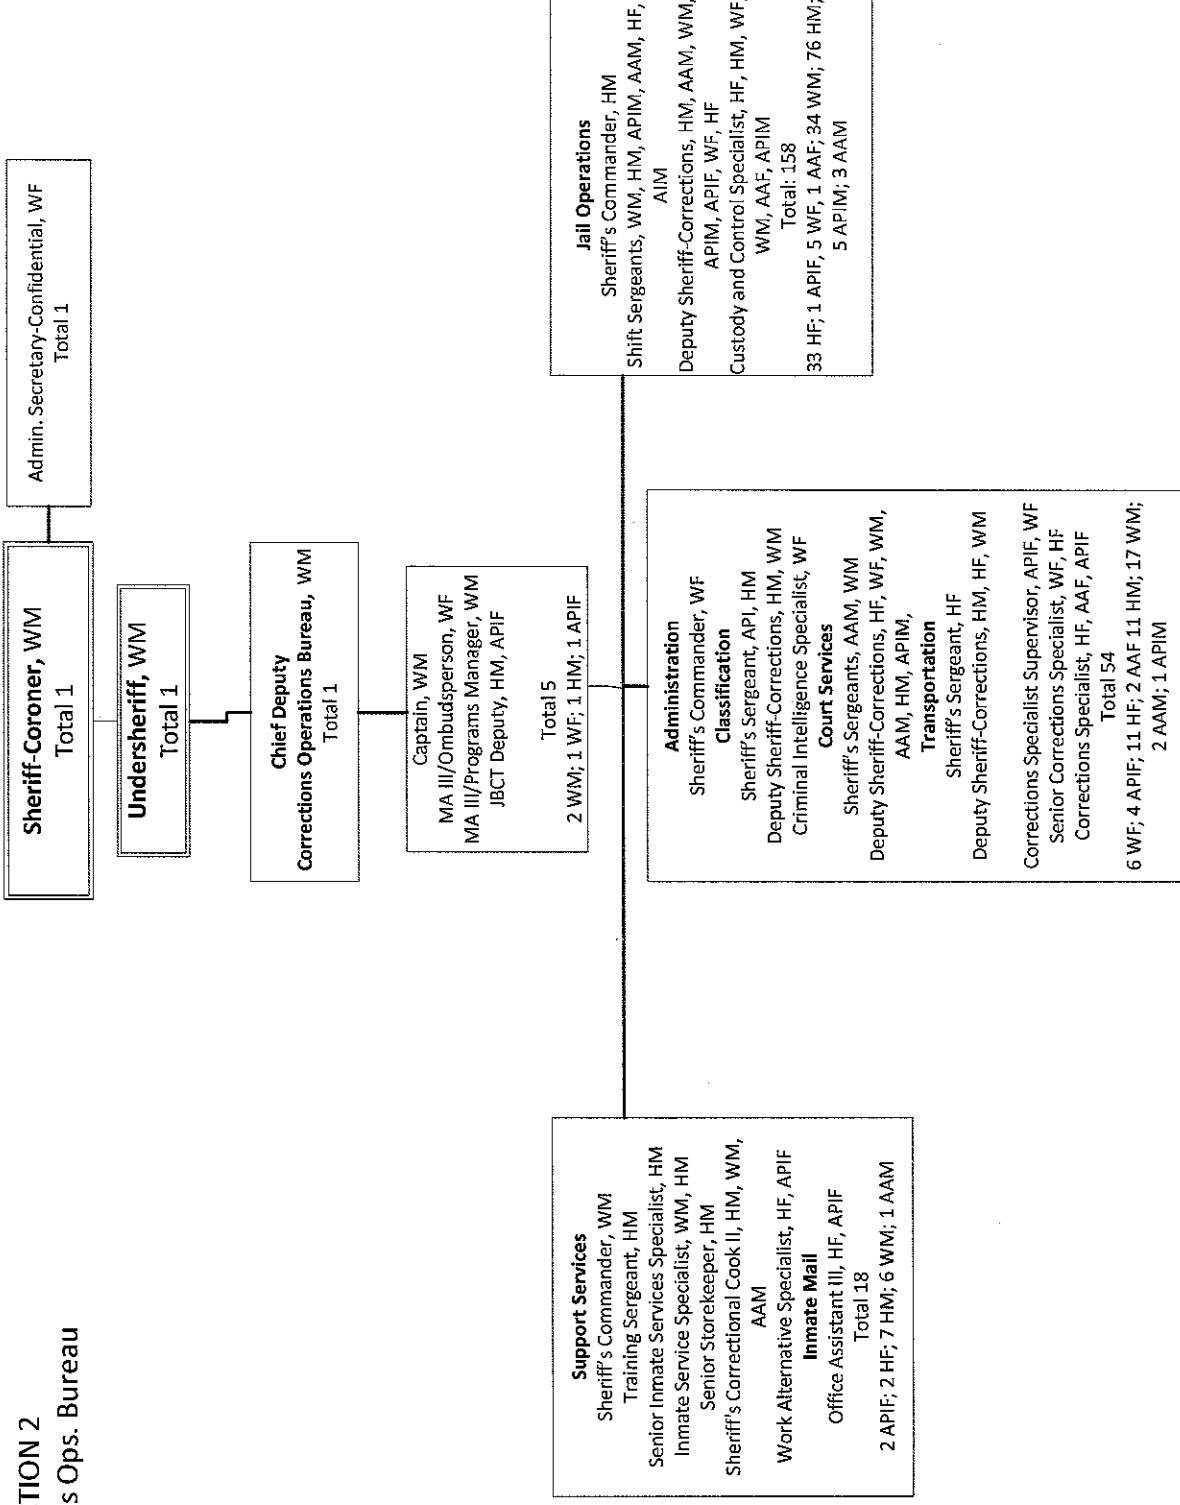 TION 2
s Ops. Bureau
Sheriff-Coroner, WM
Total 1
Admin. Secretary-Confidential, WF
Total 1
Undersheriff, WM
Total 1
Chief Deputy
Corrections Operations Bureau, WM
Total 1
Captain, WM
MA III/Ombudsperson, WF
MA III/Programs Manager, WM
JBCT Deputy, HM, APIF
Total 5
2 WM; 1 WF; 1 HM; 1 APIF
Support Services
Sheriff's Commander, WM
Training Sergeant, HM
Senior Inmate Services Specialist, HM
Inmate Service Specialist, WM, HM
Senior Storekeeper, HM
Sheriff's Correctional Cook II, HM, WM,
AAM
Work Alternative Specialist, HF, APIF
Inmate Mail
Office Assistant III, HF, APIF
Total 18
2 APIF; 2 HF; 7 HM; 6 WM; 1 AAM
Administration
Sheriff's Commander, WF
Classification
Sheriff's Sergeant, API, HM
Deputy Sheriff-Corrections, HM, WM
Criminal Intelligence Specialist, WF
Court Services
Sheriff's Sergeants, AAM, WM
Deputy Sheriff-Corrections, HF, WF, WM,
AAM, HM, APIM,
Transportation
Sheriff's Sergeant, HF
Deputy Sheriff-Corrections, HM, HF, WM
Corrections Specialist Supervisor, APIF, WF
Senior Corrections Specialist, WF, HF
Corrections Specialist, HF, AAF, APIF
Total 54
6 WF; 4 APIF; 11 HF; 2 AAF 11 HM; 17 WM;
2 AAM; 1 APIM
Jail Operations
Sheriff's Commander, HM
Shift Sergeants, WM, HM, APIM, AAM, HF,
AIM
Deputy Sheriff-Corrections, HM, AAM, WM,
APIM, APIF, WF, HF
Custody and Control Specialist, HF, HM, WF,
WM, AAF, APIM
Total: 158
33 HF; 1 APIF, 5 WF, 1 AAF; 34 WM; 76 HM;
5 APIM; 3 AAM